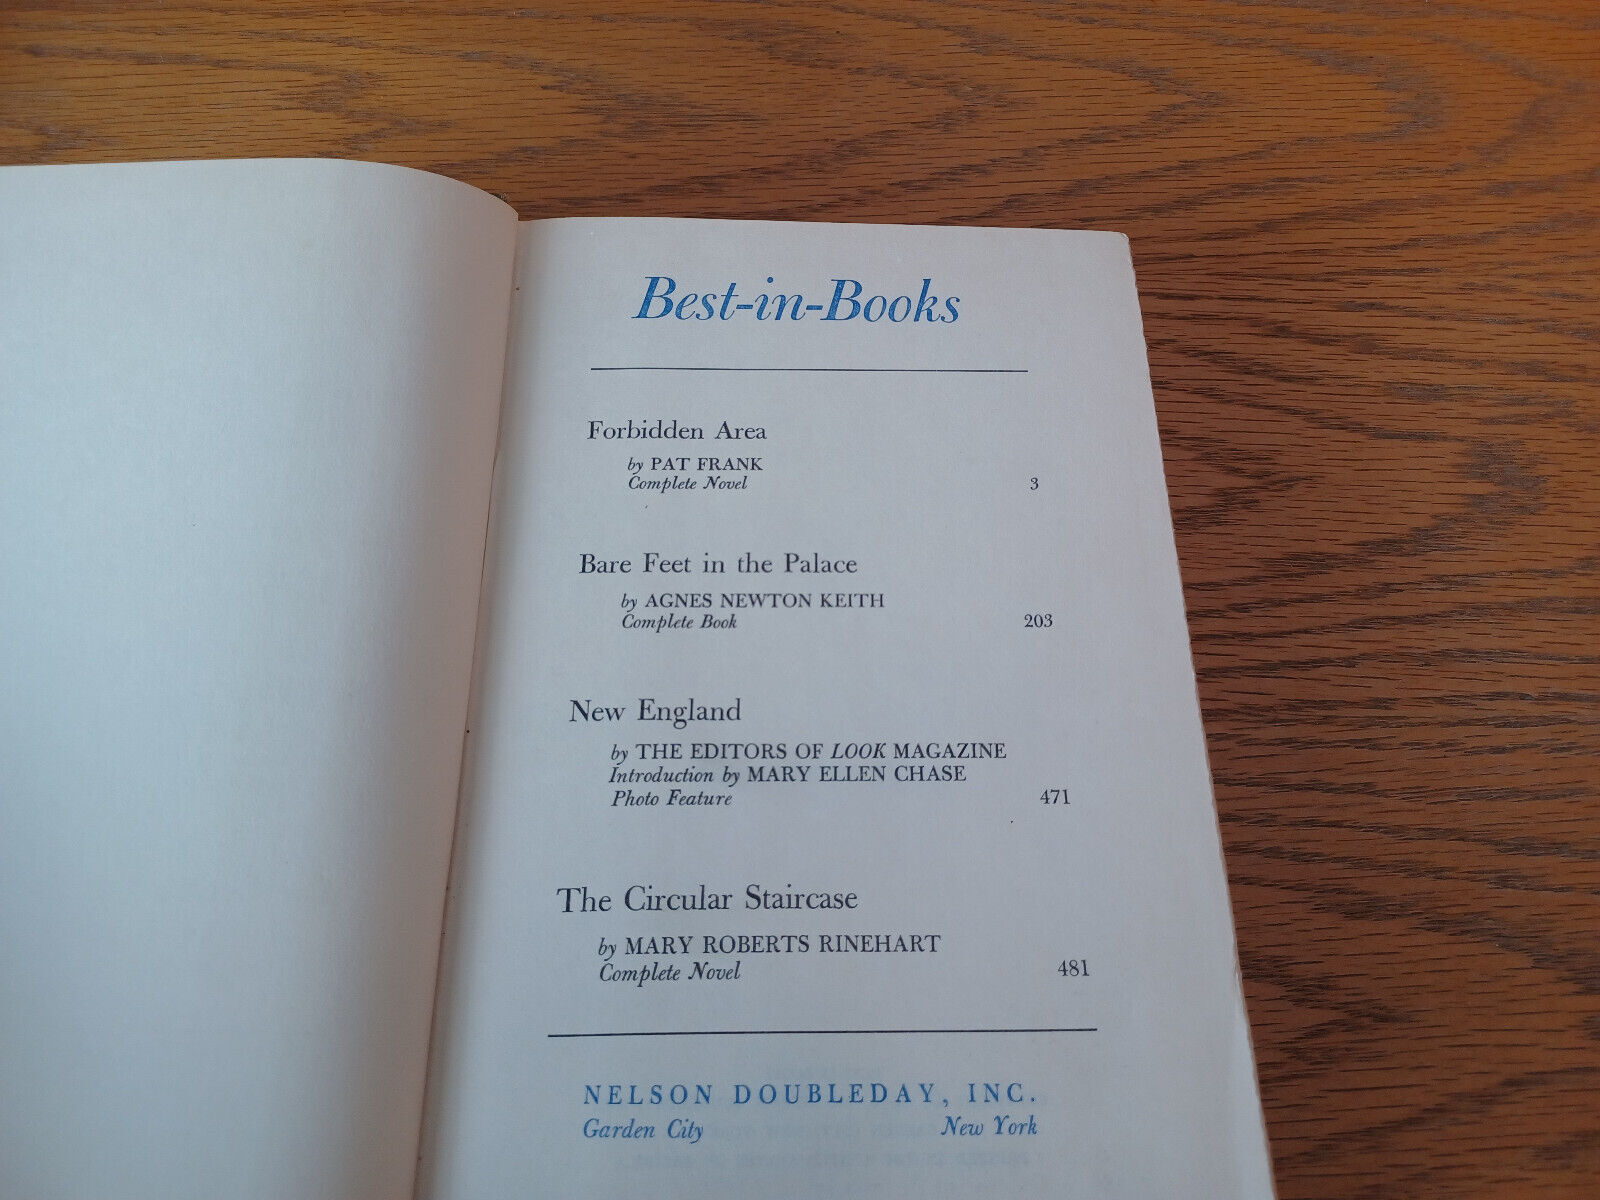 Best-in-Books
Forbidden Area
by PAT FRANK
Complete Novel 3
Bare Feet in the Palace
by AGNES NEWTON KEITH
Complete Book 203
New England
by THE EDITORS OF LOOK MAGAZINE
Introduction by MARY ELLEN CHASE
Photo Feature 471
The Circular Staircase
by MARY ROBERTS RINEHART
Complete Novel 481
NELSON DOUBLEDAY, INC.
Garden City New York